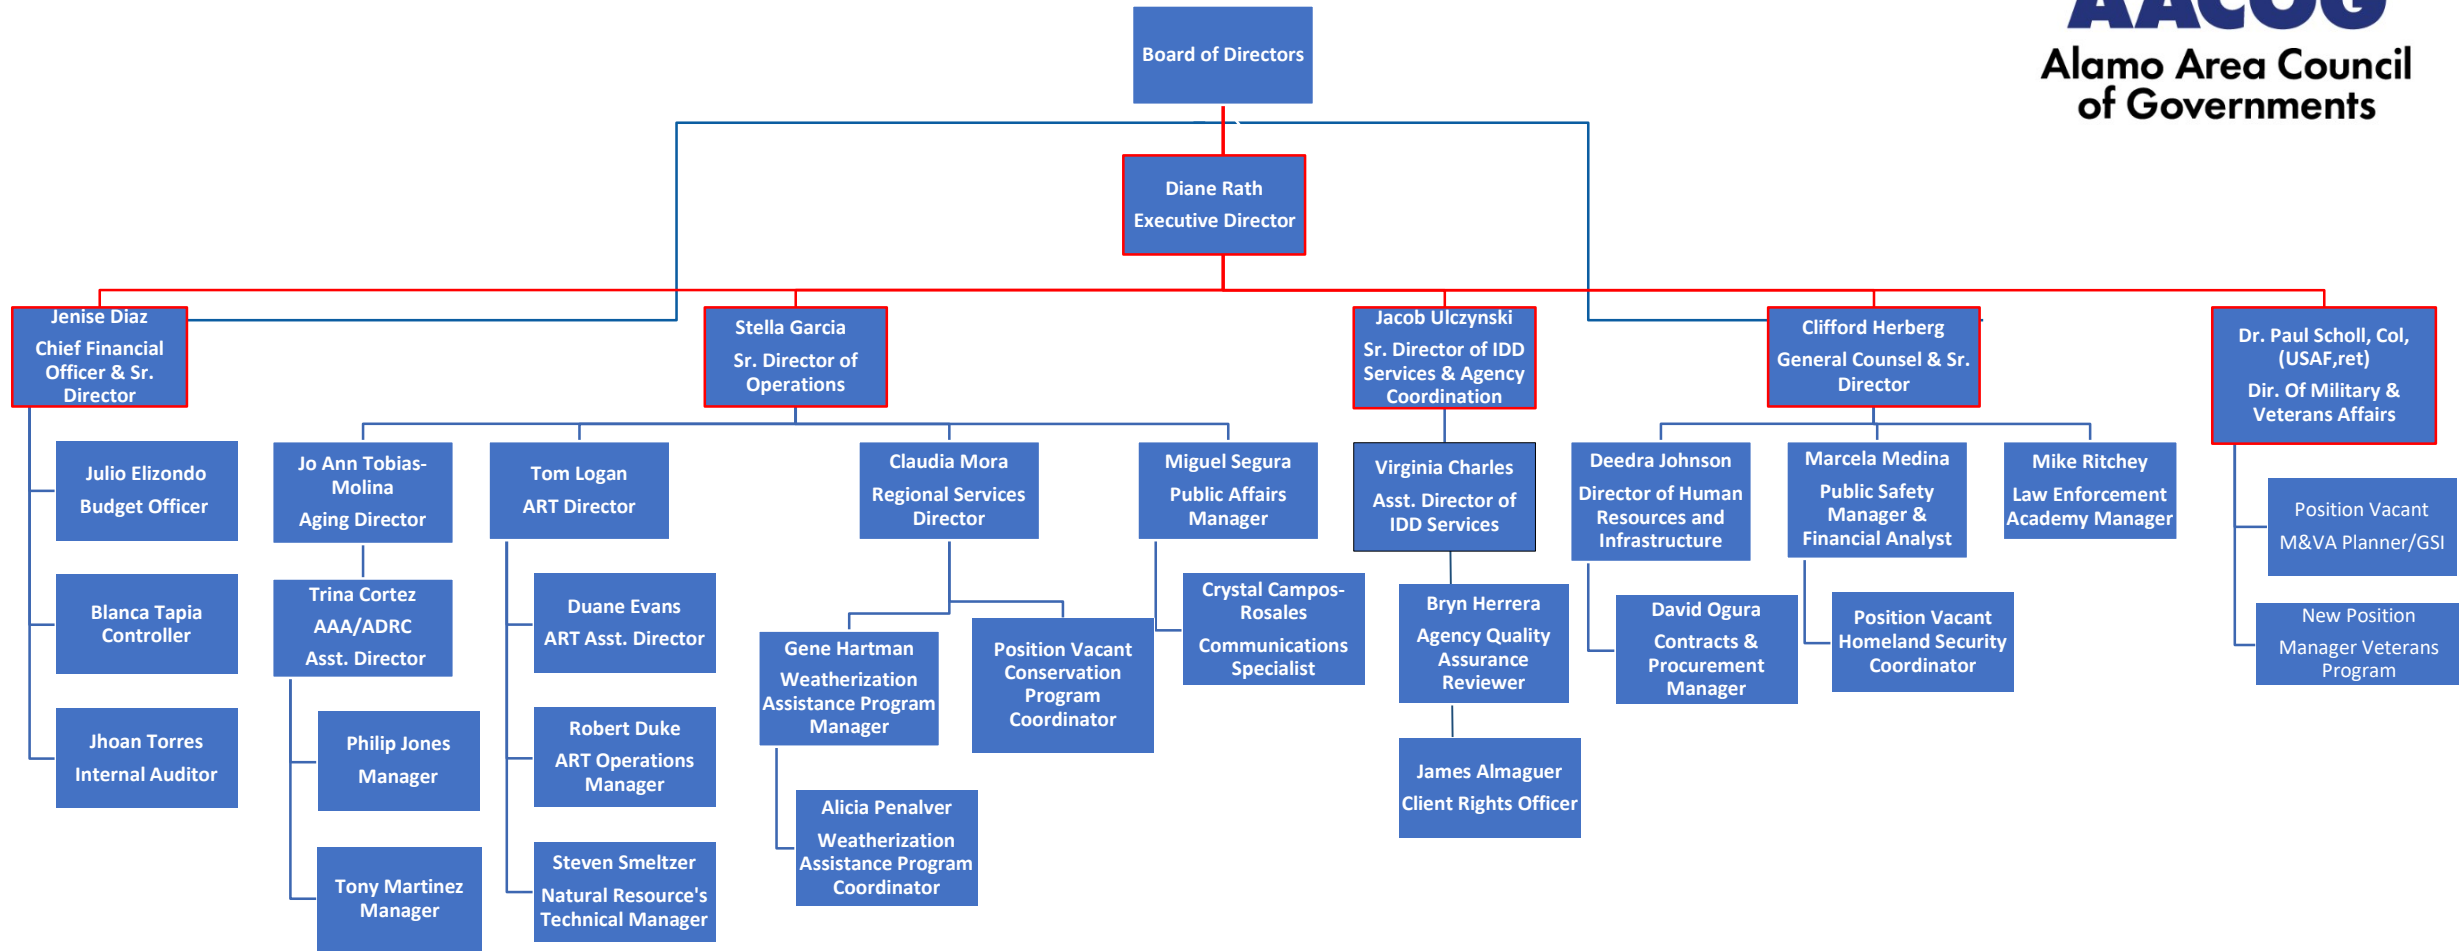 AACOG
Alamo Area Council
of Governments
Board of Directors
Diane Rath
Executive Director
Jenise Diaz
Chief Financial
Officer & Sr.
Director
Stella Garcia
Sr. Director of
Operations
Jacob Ulczynski
Sr. Director of IDD
Services & Agency
Coordination
Clifford Herberg
General Counsel & Sr.
Director
Dr. Paul Scholl, Col,
(USAF,ret)
Dir. Of Military &
Veterans Affairs
Julio Elizondo
Budget Officer
Blanca Tapia
Controller
Jhoan Torres
Internal Auditor
Jo Ann Tobias-
Molina
Aging Director
Trina Cortez
AAA/ADRC
Asst. Director
Philip Jones
Manager
Tony Martinez
Manager
Tom Logan
ART Director
Duane Evans
ART Asst. Director
Robert Duke
ART Operations
Manager
Steven Smeltzer
Natural Resource's
Technical Manager
Claudia Mora
Regional Services
Director
Gene Hartman
Weatherization
Assistance Program
Manager
Alicia Penalver
Weatherization
Assistance Program
Coordinator
Position Vacant
Conservation
Program
Coordinator
Miguel Segura
Public Affairs
Manager
Crystal Campos-
Rosales
Communications
Specialist
Virginia Charles
Asst. Director of
IDD Services
Bryn Herrera
Agency Quality
Assurance
Reviewer
James Almaguer
Client Rights Officer
Deedra Johnson
Director of Human
Resources and
Infrastructure
David Ogura
Contracts &
Procurement
Manager
Marcela Medina
Public Safety
Manager &
Financial Analyst
Position Vacant
Homeland Security
Coordinator
Mike Ritchey
Law Enforcement
Academy Manager
Position Vacant
M&VA Planner/GSI
New Position
Manager Veterans
Program